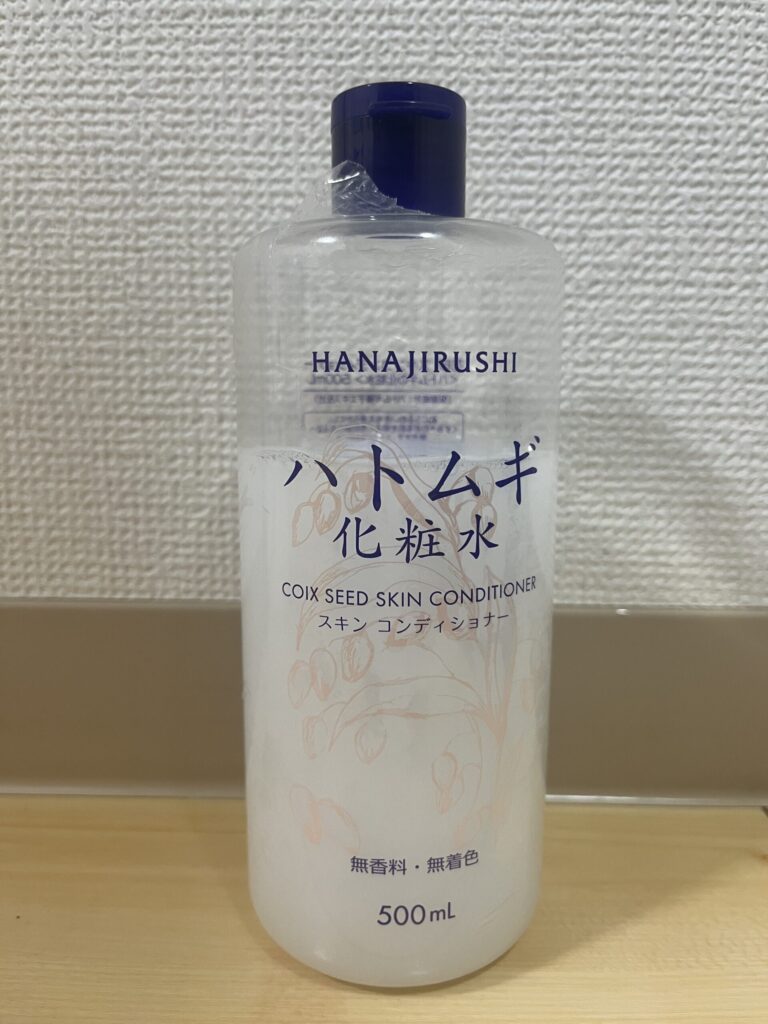 HANAJIRUSHI
ハトムギ
化粧水
COIX SEED SKIN CONDITIONER
スキン コンディショナー
無香料・無着色
500mL